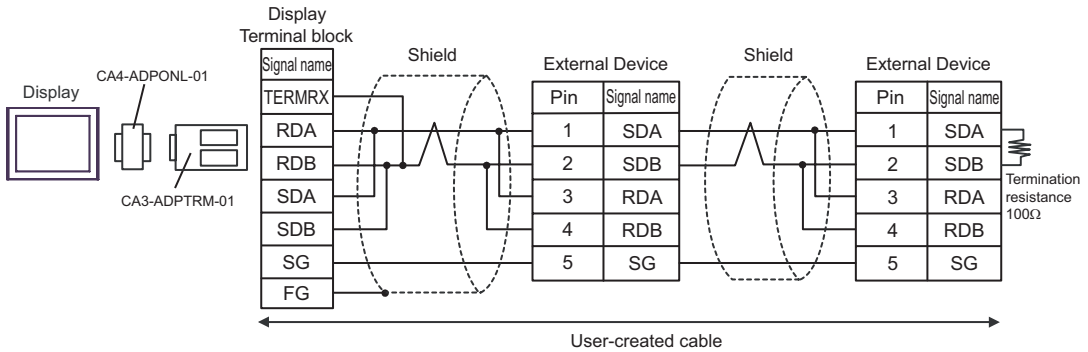 Display
CA4-ADPONL-01
CA3-ADPTRM-01
Display
Terminal block
Signal name
TERMRX
RDA
RDB
SDA
SDB
SG
FG
Shield
External Device
Pin Signal name
1 SDA
2 SDB
3 RDA
4 RDB
5 SG
Shield
External Device
Pin Signal name
1 SDA
2 SDB
3 RDA
4 RDB
5 SG
Termination
resistance
100Ω
User-created cable